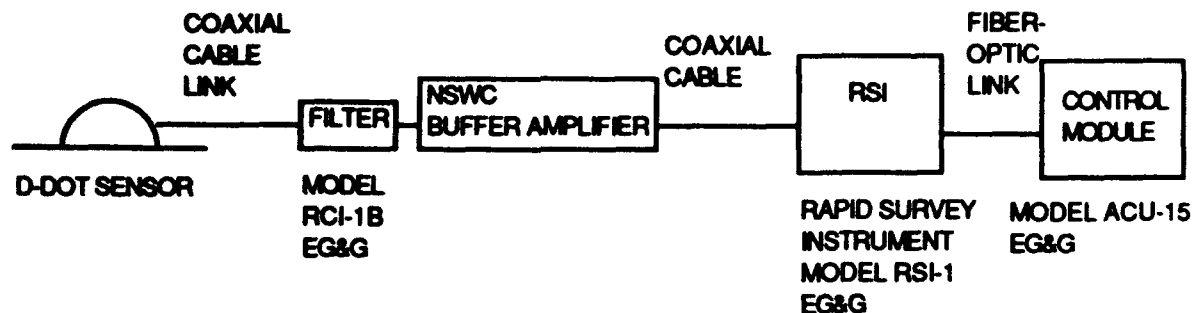 COAXIAL
CABLE
LINK
COAXIAL
CABLE
FIBER-
OPTIC
LINK
FILTER
NSWC
BUFFER AMPLIFIER
RSI
CONTROL
MODULE
D-DOT SENSOR
MODEL
RCI-1B
EG&G
RAPID SURVEY
INSTRUMENT
MODEL RSI-1
EG&G
MODEL ACU-15
EG&G